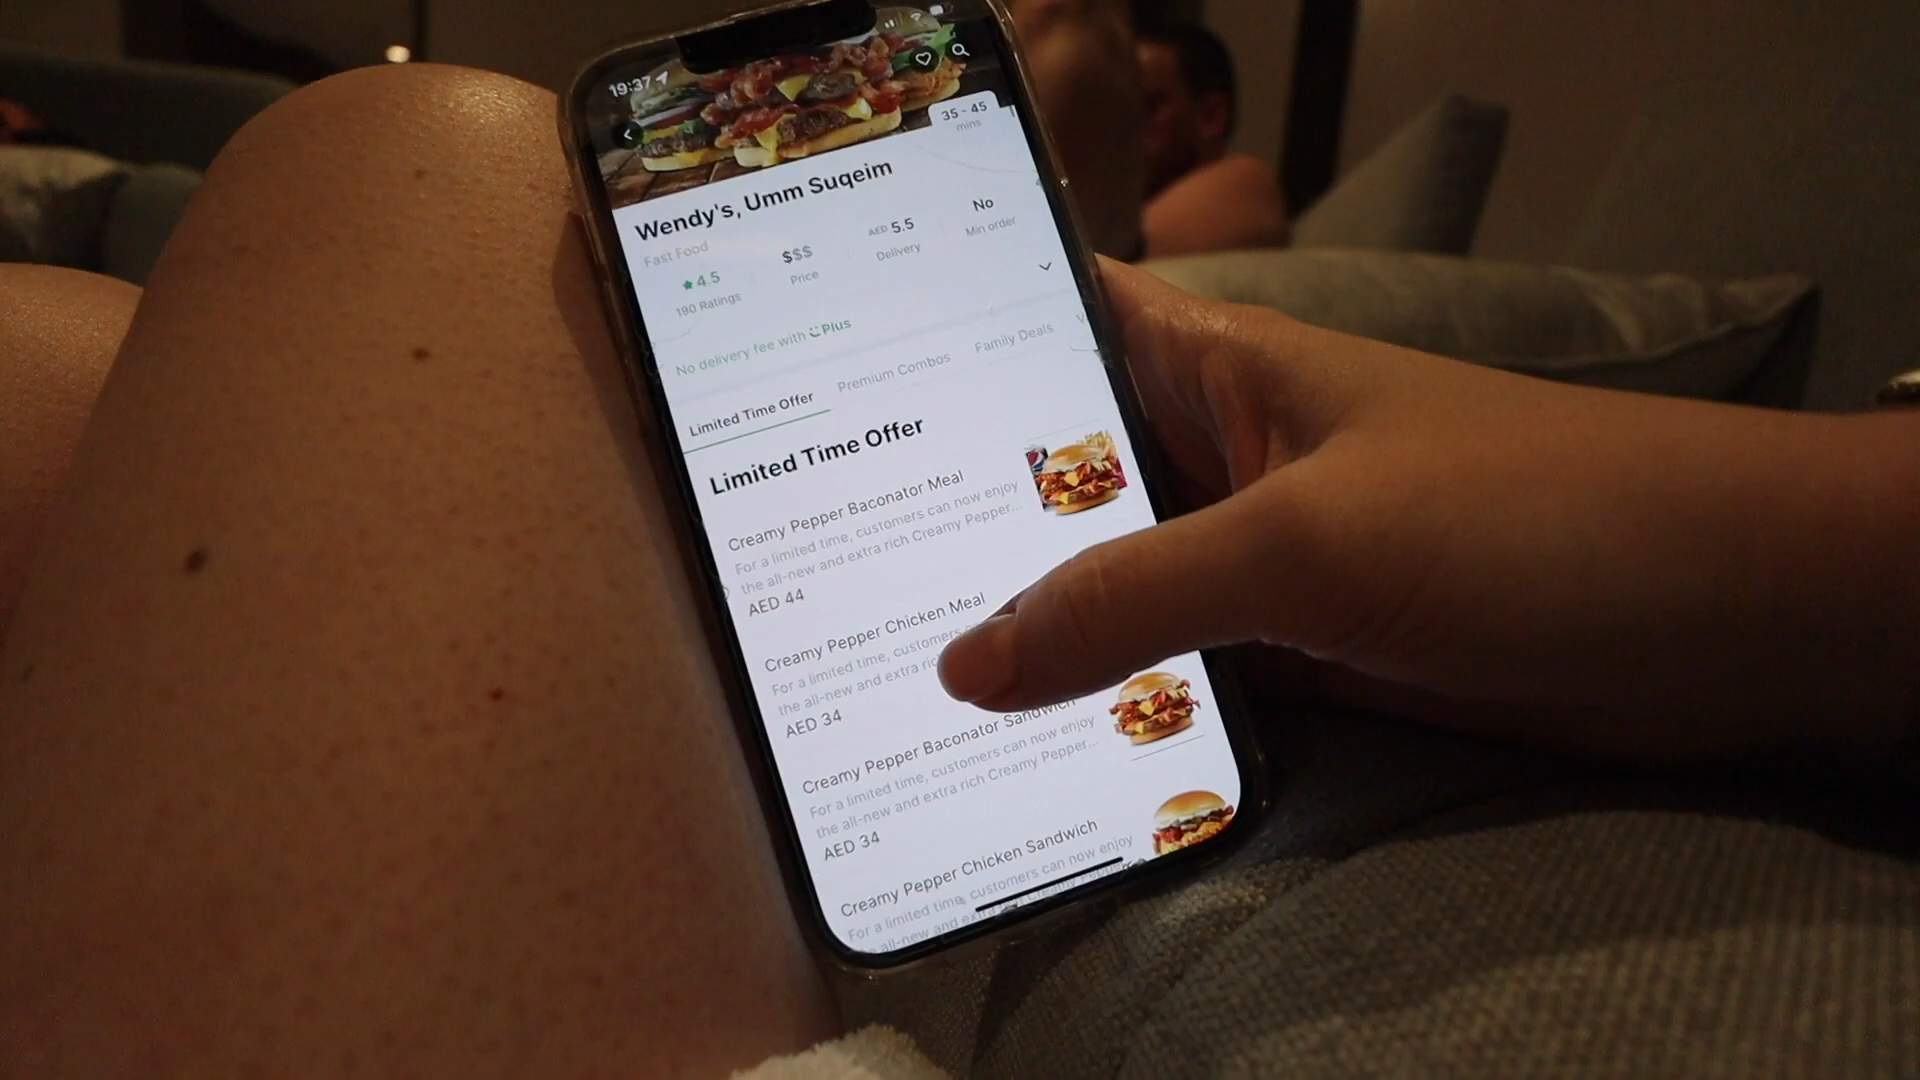 19:37
35 - 45
mins
Wendy's, Umm Suqeim
Fast Food
4.5
190 Ratings
$$$
Price
AED 5.5
Delivery
No
Min order
No delivery fee with Plus
Limited Time Offer
Premium Combos
Family Deals
Limited Time Offer
Creamy Pepper Baconator Meal
For a limited time, customers can now enjoy
the all-new and extra rich Creamy Pepper...
AED 44
Creamy Pepper Chicken Meal
For a limited time, customers
the all-new and extra
AED 34
Creamy Pepper Baconator Sandwich
For a limited time, customers can now enjoy
the all-new and extra rich Creamy Pepper...
AED 34
Creamy Pepper Chicken Sandwich
For a limited time, customers can now enjoy
all-new and extra